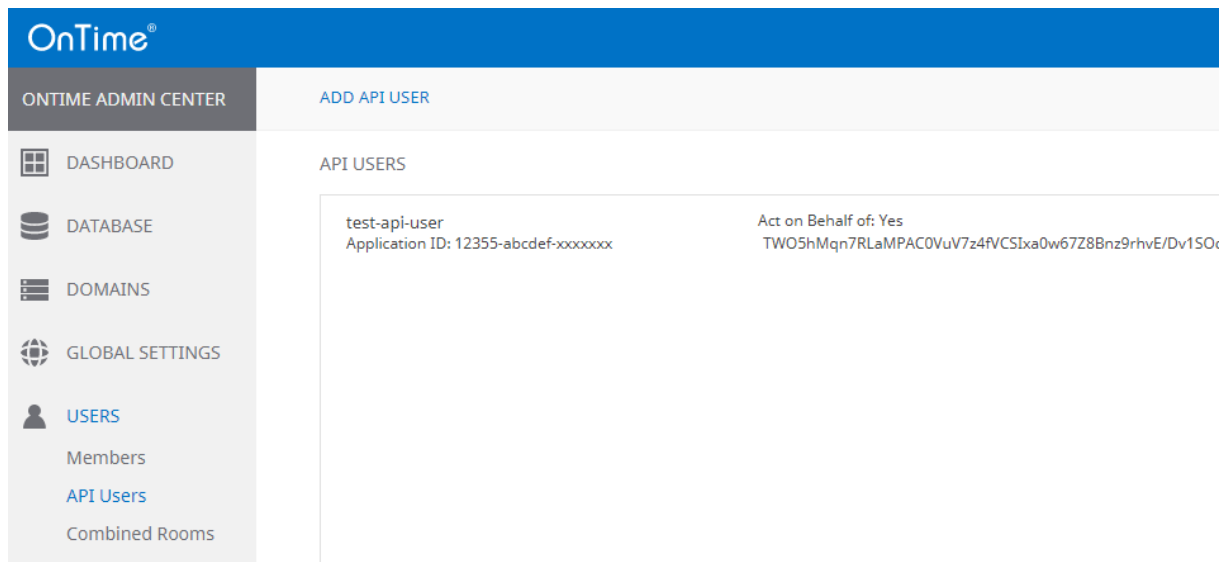 OnTime®
ONTIME ADMIN CENTER
ADD API USER
DASHBOARD
DATABASE
DOMAINS
GLOBAL SETTINGS
USERS
Members
API Users
Combined Rooms
API USERS
test-api-user
Application ID: 12355-abcdef-xxxxxxx
Act on Behalf of: Yes
TWO5hMqn7RLaMPAC0VuV7z4fVCSIxa0w67Z8Bnz9rhvE/Dv1SOc